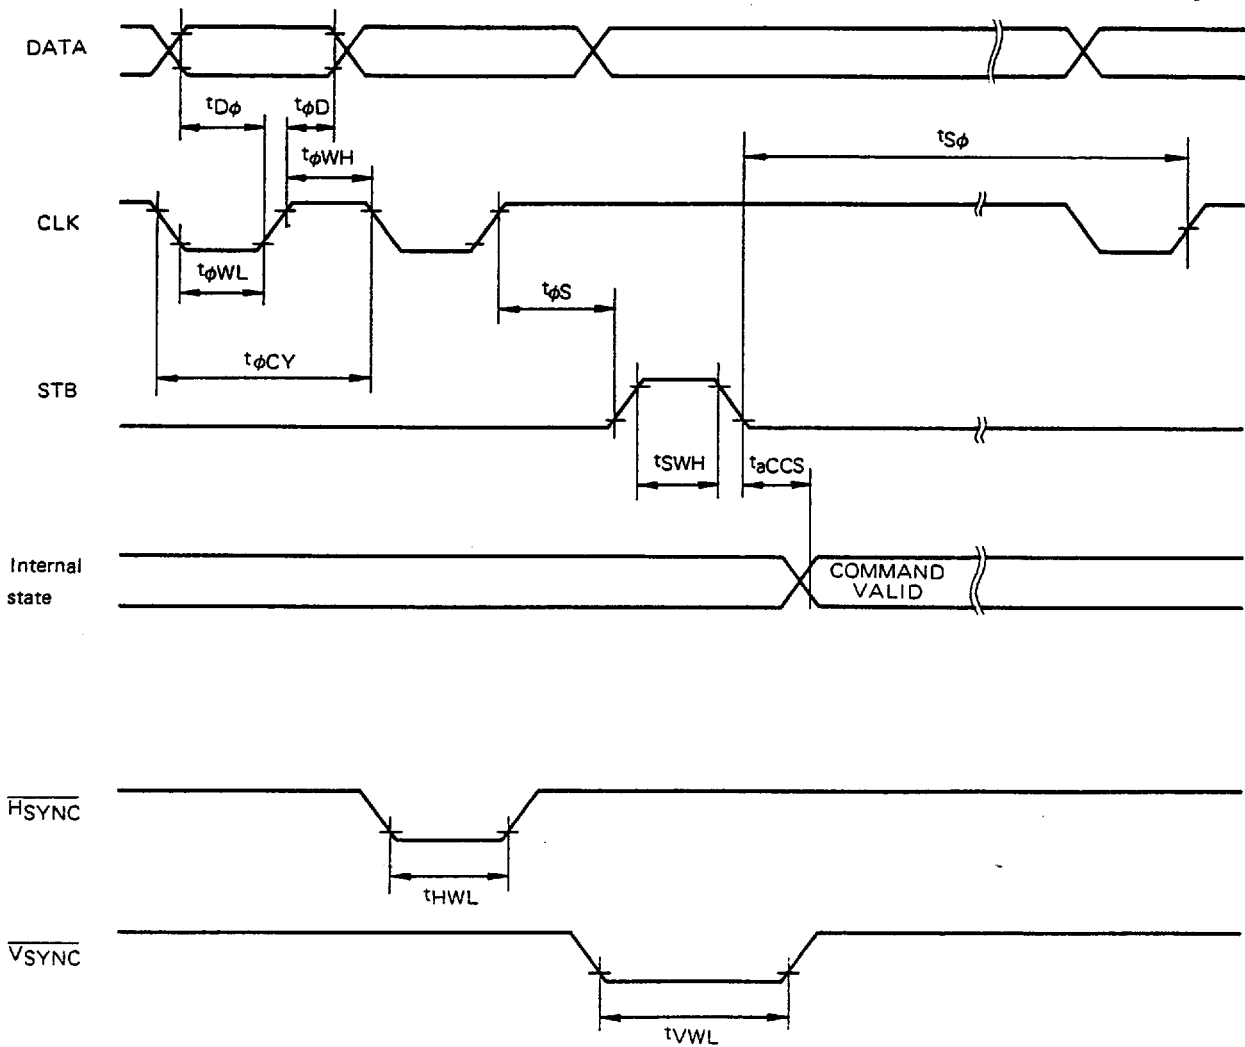 DATA
tDφ
tφD
tφWH
tSφ
CLK
tφWL
tφS
tφCY
STB
tSWH
taCCS
Internal
state
COMMAND
VALID
HSYNC
tHWL
VSYNC
tVWL